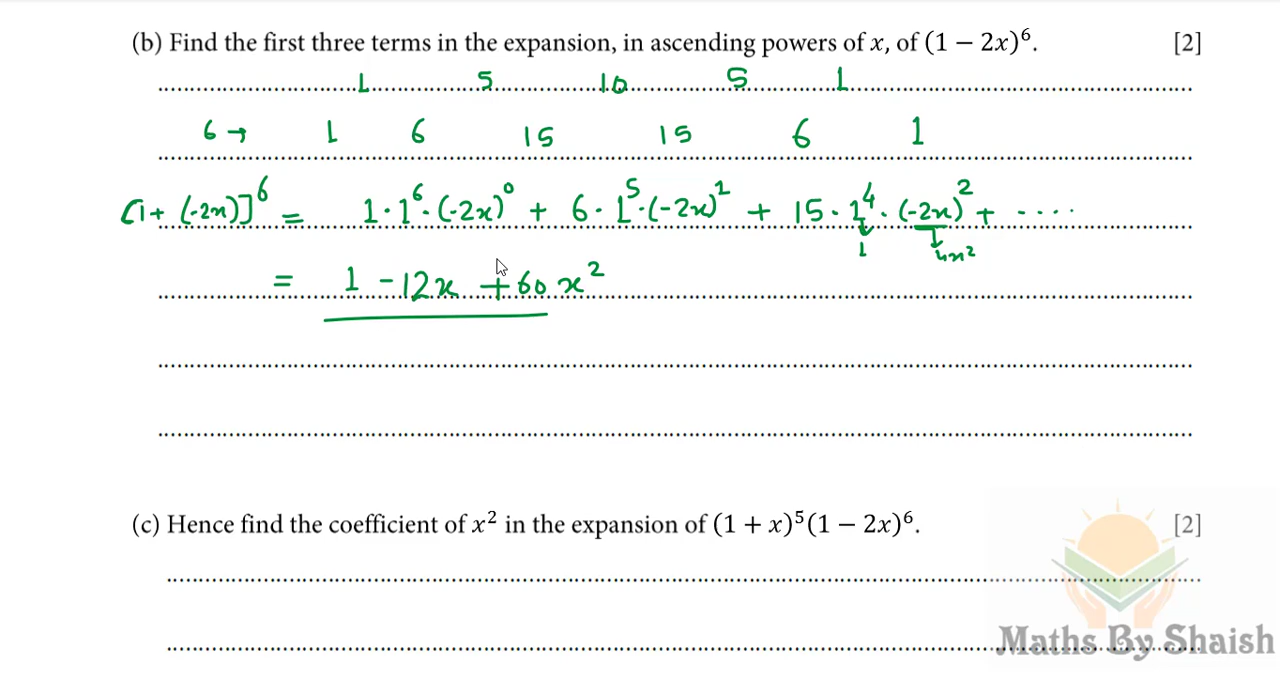 (b) Find the first three terms in the expansion, in ascending powers of x, of (1 − 2x)⁶. [2]
1 5 10 5 1
6 → 1 6 15 15 6 1
[1 + (-2x)]⁶ = 1 · 1⁶ · (-2x)⁰ + 6 · 1⁵ · (-2x)¹ + 15 · 1⁴ · (-2x)² + ....
1 4x²
= 1 - 12x + 60x²
(c) Hence find the coefficient of x² in the expansion of (1 + x)⁵(1 − 2x)⁶. [2]
Maths By Shaish